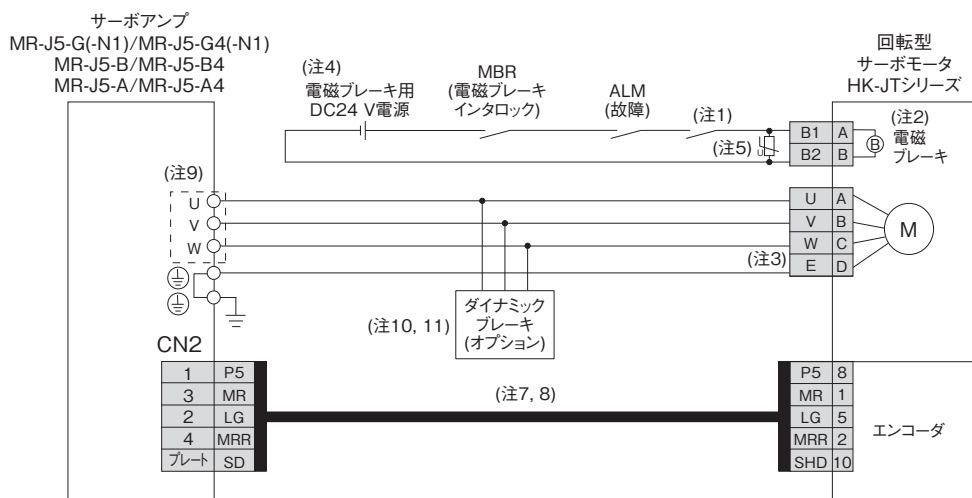 サーボアンプ
MR-J5-G(-N1)/MR-J5-G4(-N1)
MR-J5-B/MR-J5-B4
MR-J5-A/MR-J5-A4
(注4)
電磁ブレーキ用
DC24 V電源
MBR
(電磁ブレーキ
インタロック)
ALM
(故障)
(注1)
(注5)
U
回転型
サーボモータ
HK-JTシリーズ
B1 A
B2 B
(注2)
電磁
ブレーキ
B
(注9)
U
V
W
U A
V B
W C
E D
(注3)
M
(注10, 11)
ダイナミック
ブレーキ
(オプション)
CN2
1 P5
3 MR
2 LG
4 MRR
プレート SD
(注7, 8)
P5 8
MR 1
LG 5
MRR 2
SHD 10
エンコーダ